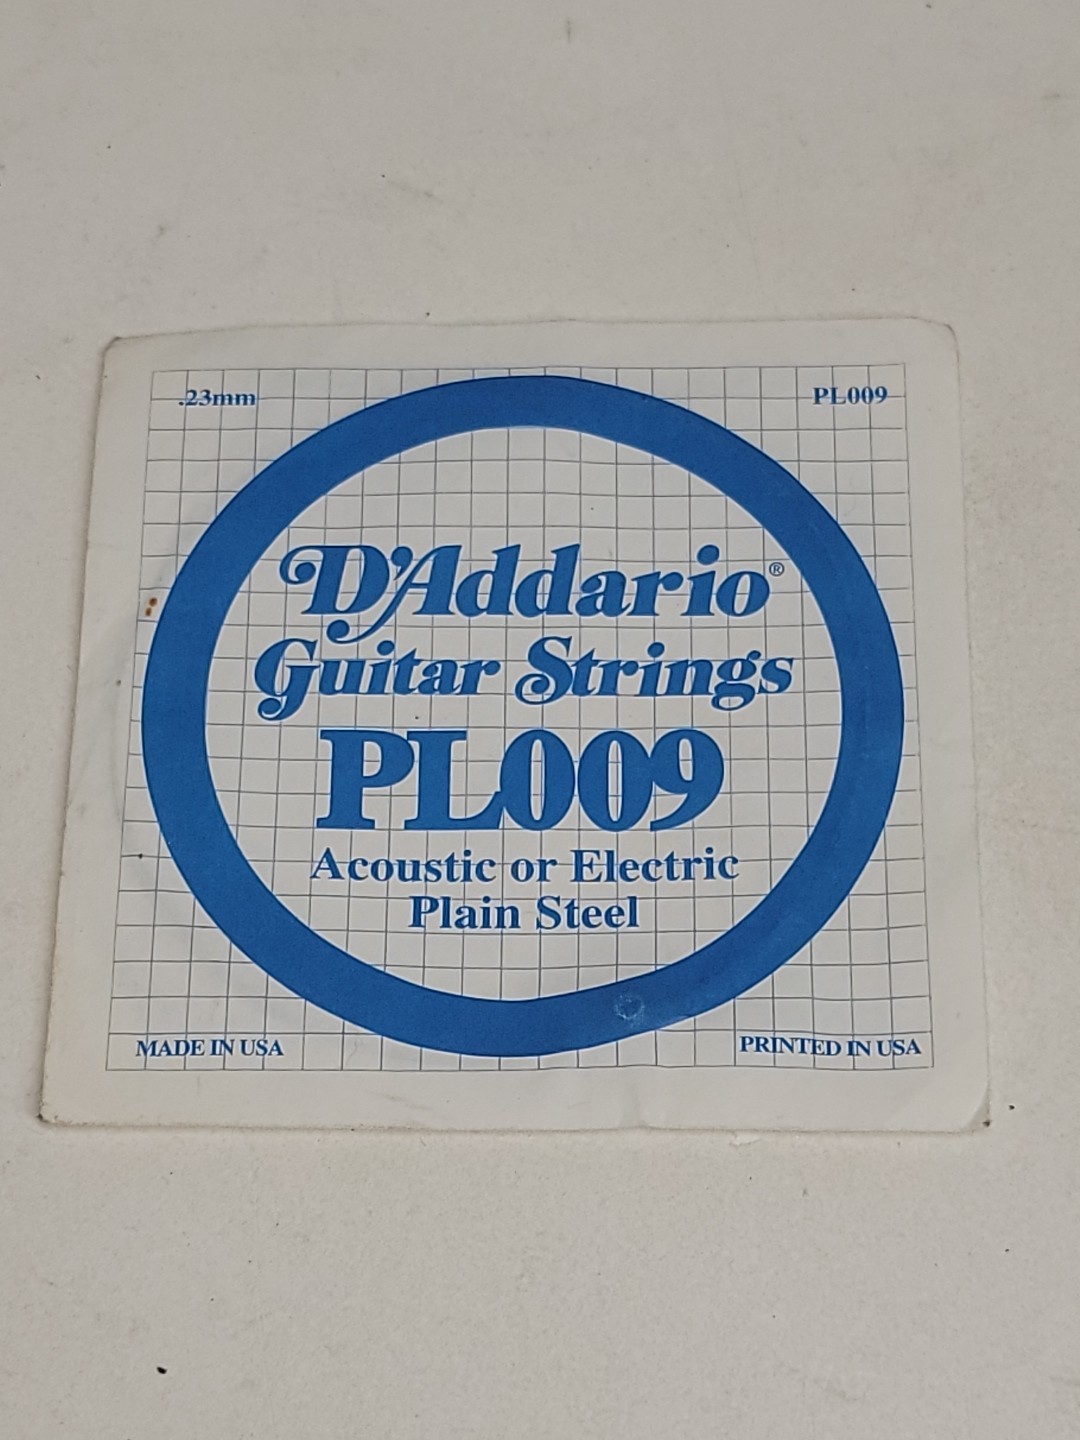 .23mm
PL009
D'Addario®
Guitar Strings
PL009
Acoustic or Electric
Plain Steel
MADE IN USA
PRINTED IN USA